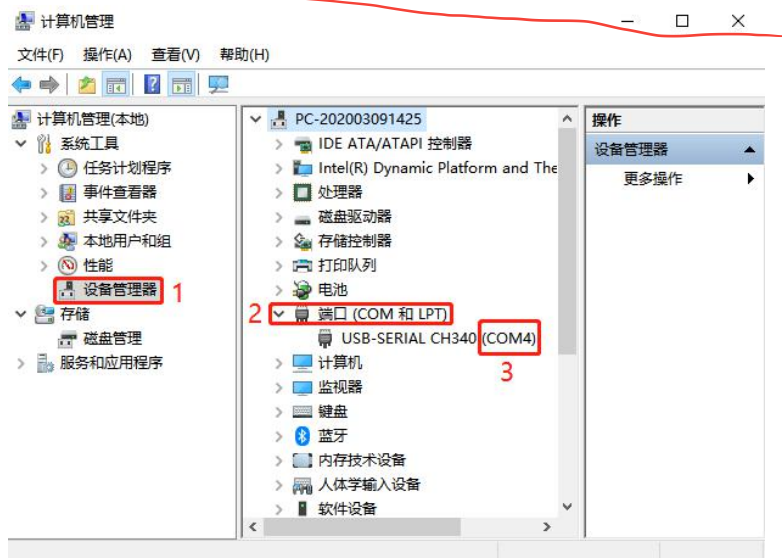 计算机管理
文件(F) 操作(A) 查看(V) 帮助(H)
计算机管理(本地)
系统工具
任务计划程序
事件查看器
共享文件夹
本地用户和组
性能
设备管理器 1
存储
磁盘管理
服务和应用程序
PC-202003091425
IDE ATA/ATAPI 控制器
Intel(R) Dynamic Platform and The
处理器
磁盘驱动器
存储控制器
打印队列
电池
2 端口 (COM 和 LPT)
USB-SERIAL CH340 (COM4)
3
计算机
监视器
键盘
蓝牙
内存技术设备
人体学输入设备
软件设备
操作
设备管理器
更多操作